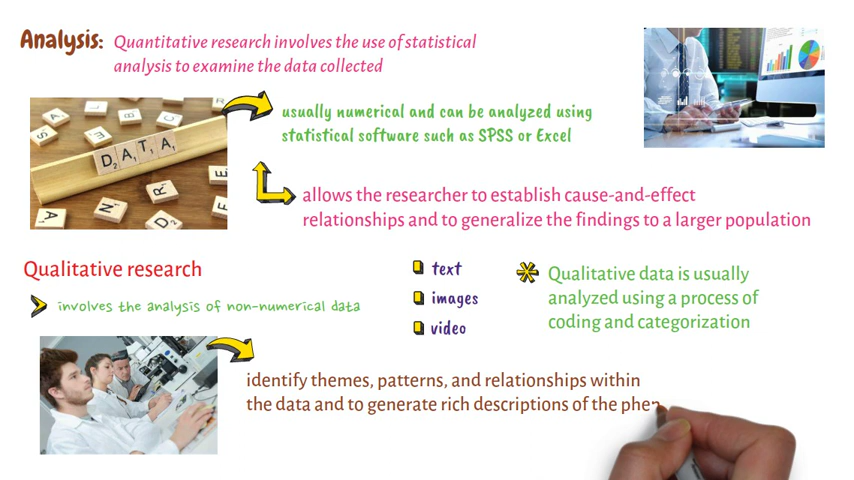 Analysis: Quantitative research involves the use of statistical
analysis to examine the data collected
DATA
usually numerical and can be analyzed using
statistical software such as SPSS or Excel
allows the researcher to establish cause-and-effect
relationships and to generalize the findings to a larger population
Qualitative research
involves the analysis of non-numerical data
text
images
video
Qualitative data is usually
analyzed using a process of
coding and categorization
identify themes, patterns, and relationships within
the data and to generate rich descriptions of the phen